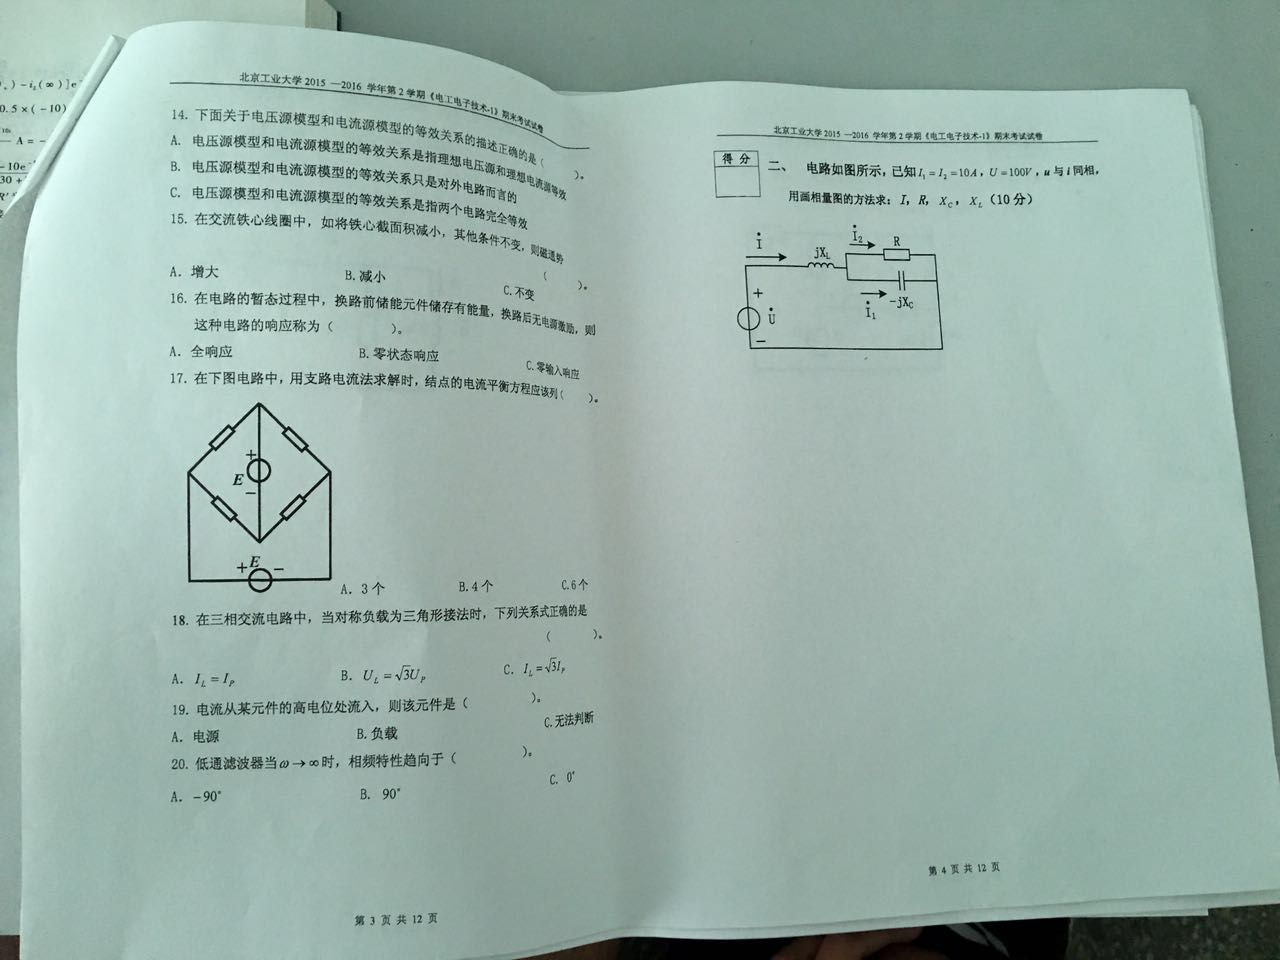 ) − i_L(∞)]e
0.5×(−10)
A = −
−10e
30 +
北京工业大学2015 —2016 学年第2学期《电工电子技术-1》期末考试试卷
14. 下面关于电压源模型和电流源模型的等效关系的描述正确的是（ ）。
A. 电压源模型和电流源模型的等效关系是指理想电压源和理想电流源等效
B. 电压源模型和电流源模型的等效关系只是对外电路而言的
C. 电压源模型和电流源模型的等效关系是指两个电路完全等效
15. 在交流铁心线圈中，如将铁心截面积减小，其他条件不变，则磁通势
（ ）。
A. 增大 B.减小 C.不变
16. 在电路的暂态过程中，换路前储能元件储存有能量，换路后无电源激励，则
这种电路的响应称为（ ）。
A. 全响应 B.零状态响应 C.零输入响应
17. 在下图电路中，用支路电流法求解时，结点的电流平衡方程应该列（ ）。
+
E
−
+ E −
A. 3个 B.4个 C.6个
18. 在三相交流电路中，当对称负载为三角形接法时，下列关系式正确的是
（ ）。
A. I_L = I_P B. U_L = √3U_P C. I_L = √3I_P
19. 电流从某元件的高电位处流入，则该元件是（ ）。
A. 电源 B.负载 C.无法判断
20. 低通滤波器当ω→∞时，相频特性趋向于（ ）。
A. −90° B. 90° C. 0°
第 3 页 共 12 页
北京工业大学2015 —2016 学年第2学期《电工电子技术-1》期末考试试卷
得 分
二、 电路如图所示，已知I₁ = I₂ = 10A，U = 100V，u与i同相，
用画相量图的方法求：I，R，X_C，X_L（10分）
İ jX_L İ₂ R
+
U̇
−
İ₁ -jX_C
第 4 页 共 12 页